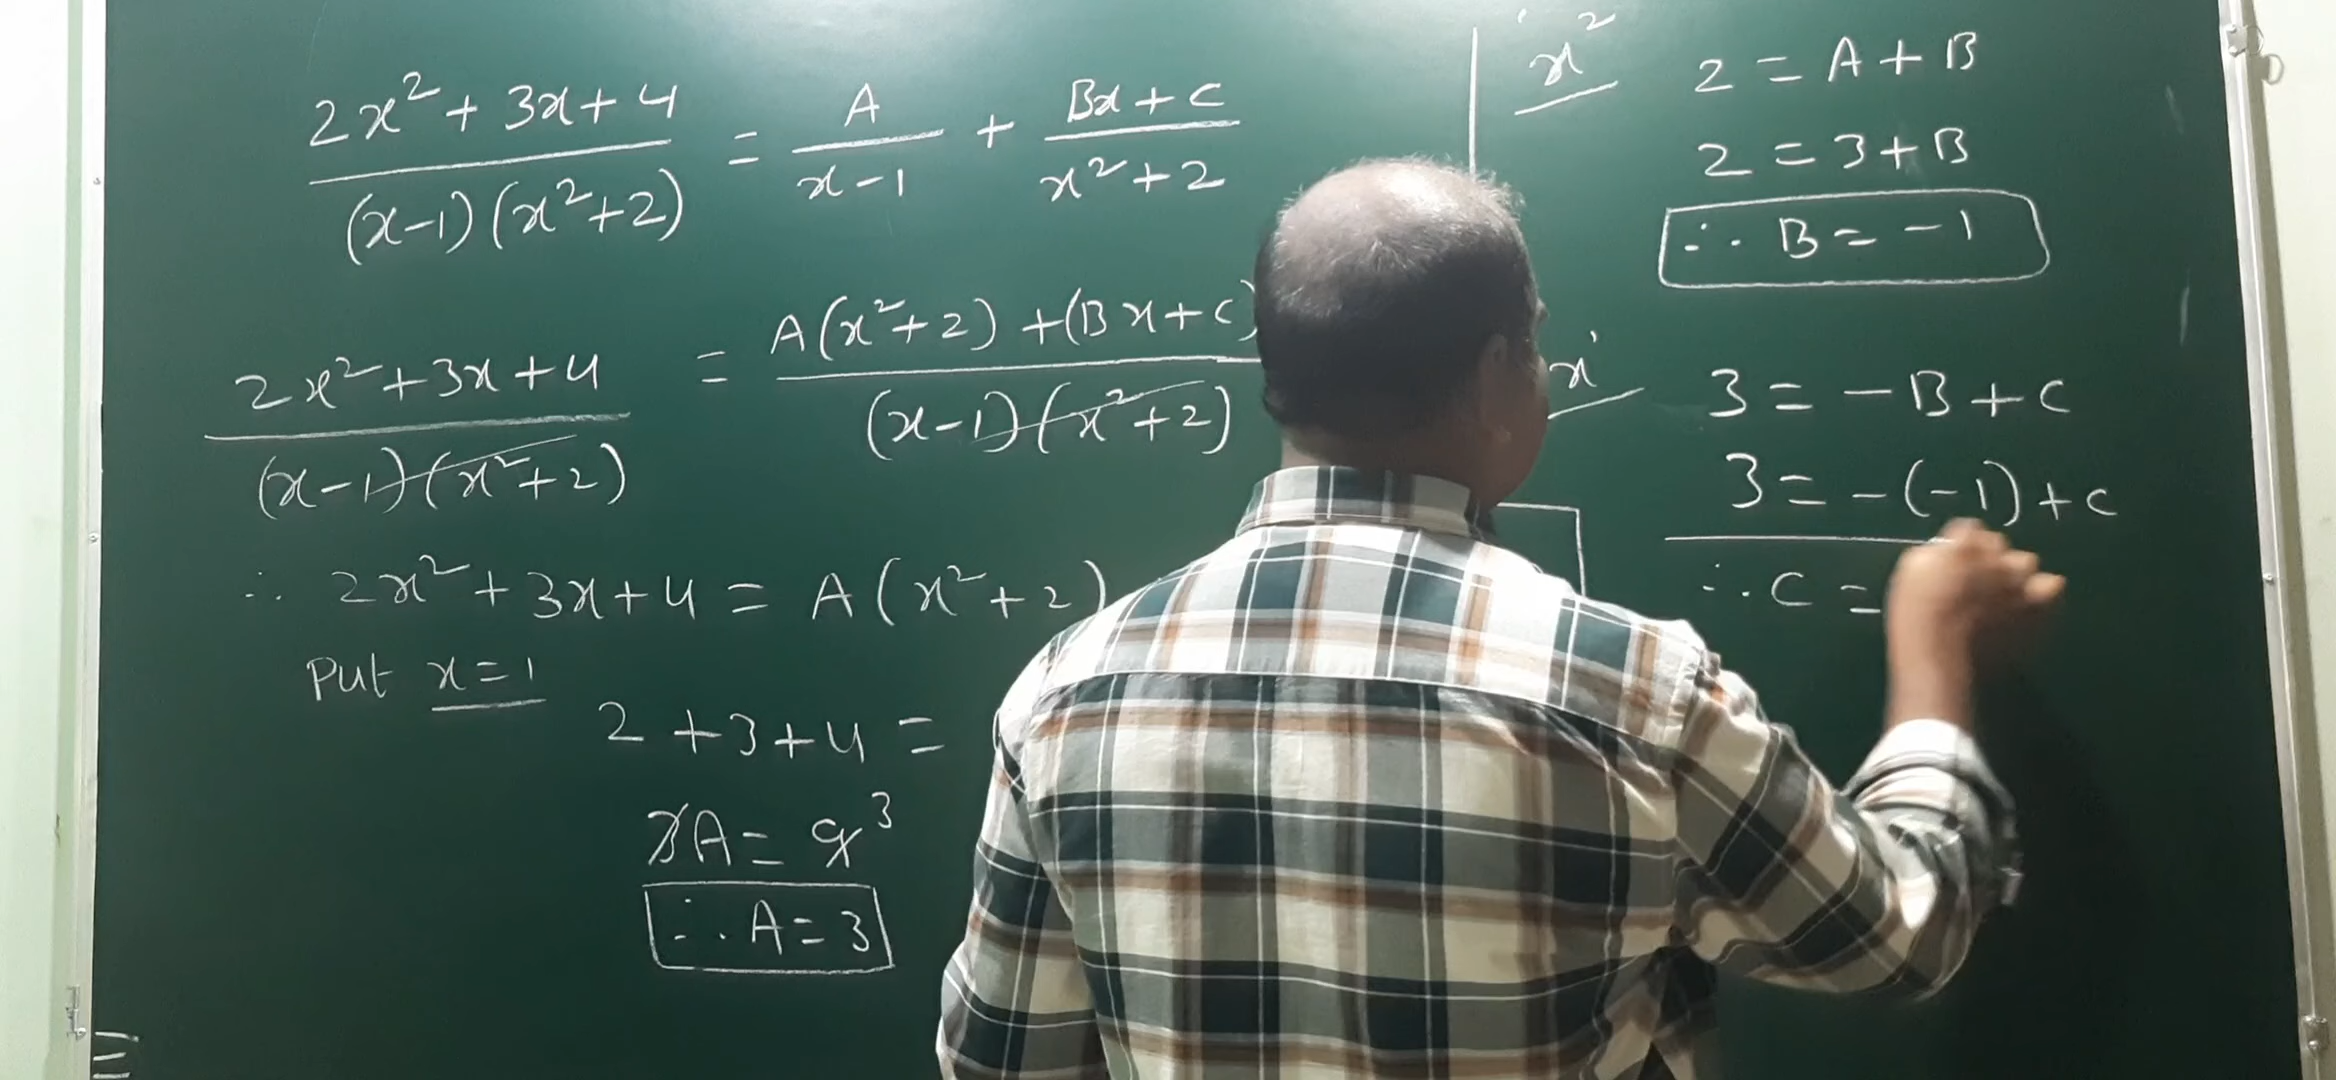 2x² + 3x + 4 / (x-1)(x²+2) = A / x-1 + Bx + C / x²+2
2x² + 3x + 4 / (x-1)(x²+2) = A(x²+2) + (Bx+C) / (x-1)(x²+2)
∴ 2x² + 3x + 4 = A(x²+2)
Put x=1
2 + 3 + 4 =
3A = 9 3
∴ A = 3
x² 2 = A + B
2 = 3 + B
∴ B = -1
x 3 = -B + C
3 = -(-1) + C
∴ C =